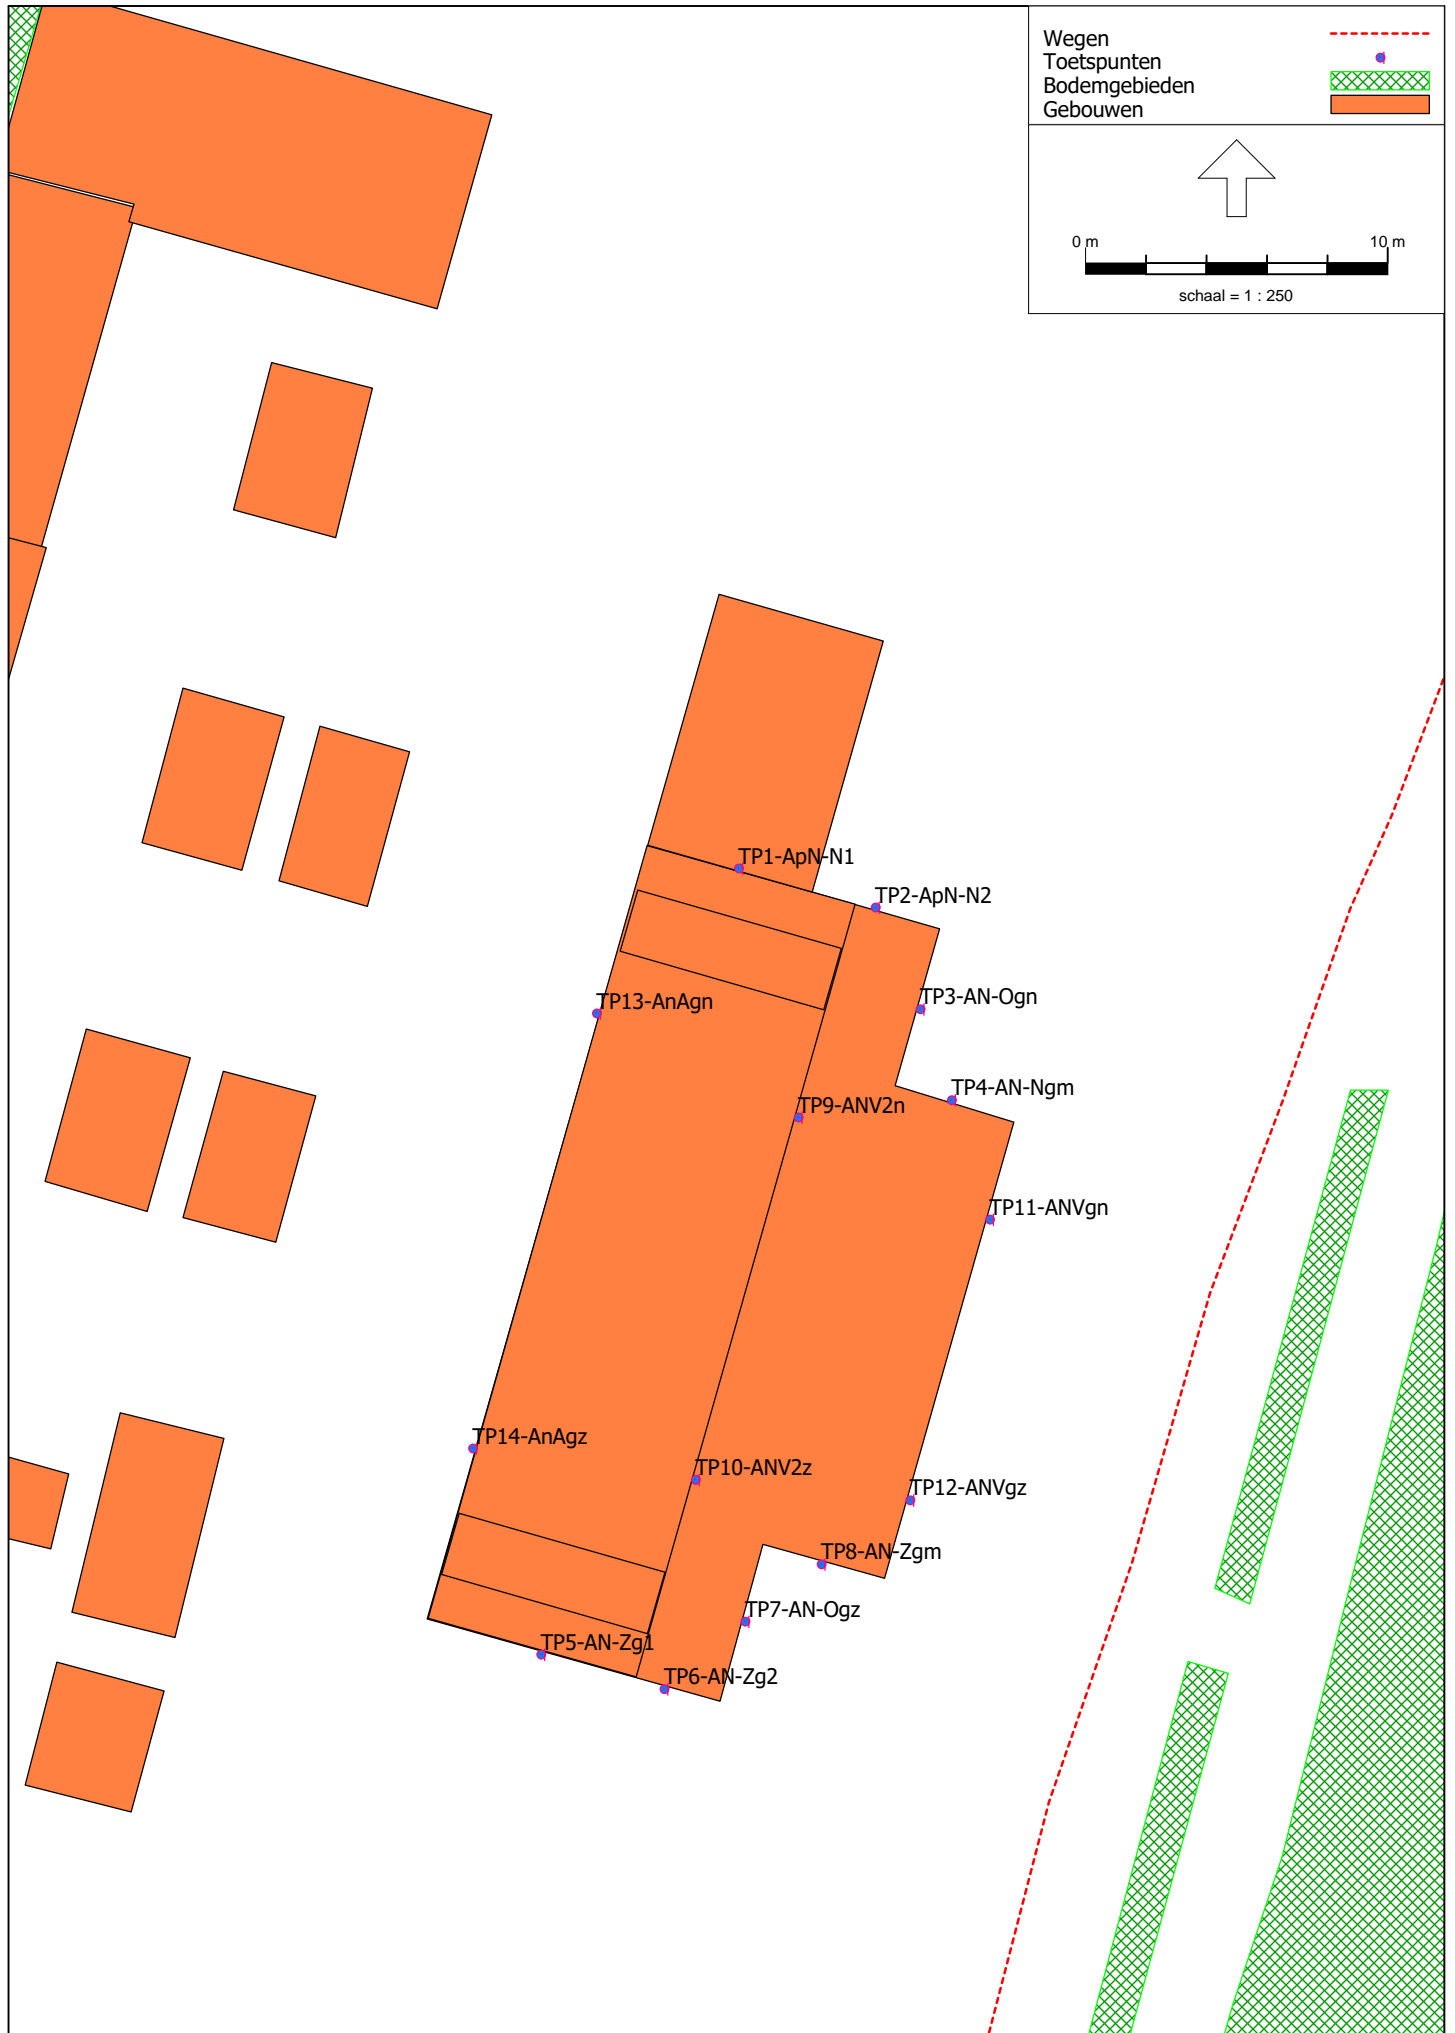 Wegen
Toetspunten
Bodemgebieden
Gebouwen
0 m
10 m
schaal = 1 : 250
TP1-ApN-N1
TP2-ApN-N2
TP13-AnAgn
TP3-AN-Ogn
TP4-AN-Ngm
TP9-ANV2n
TP11-ANVgn
TP14-AnAgz
TP10-ANV2z
TP12-ANVgz
TP8-AN-Zgm
TP7-AN-Ogz
TP5-AN-Zg1
TP6-AN-Zg2